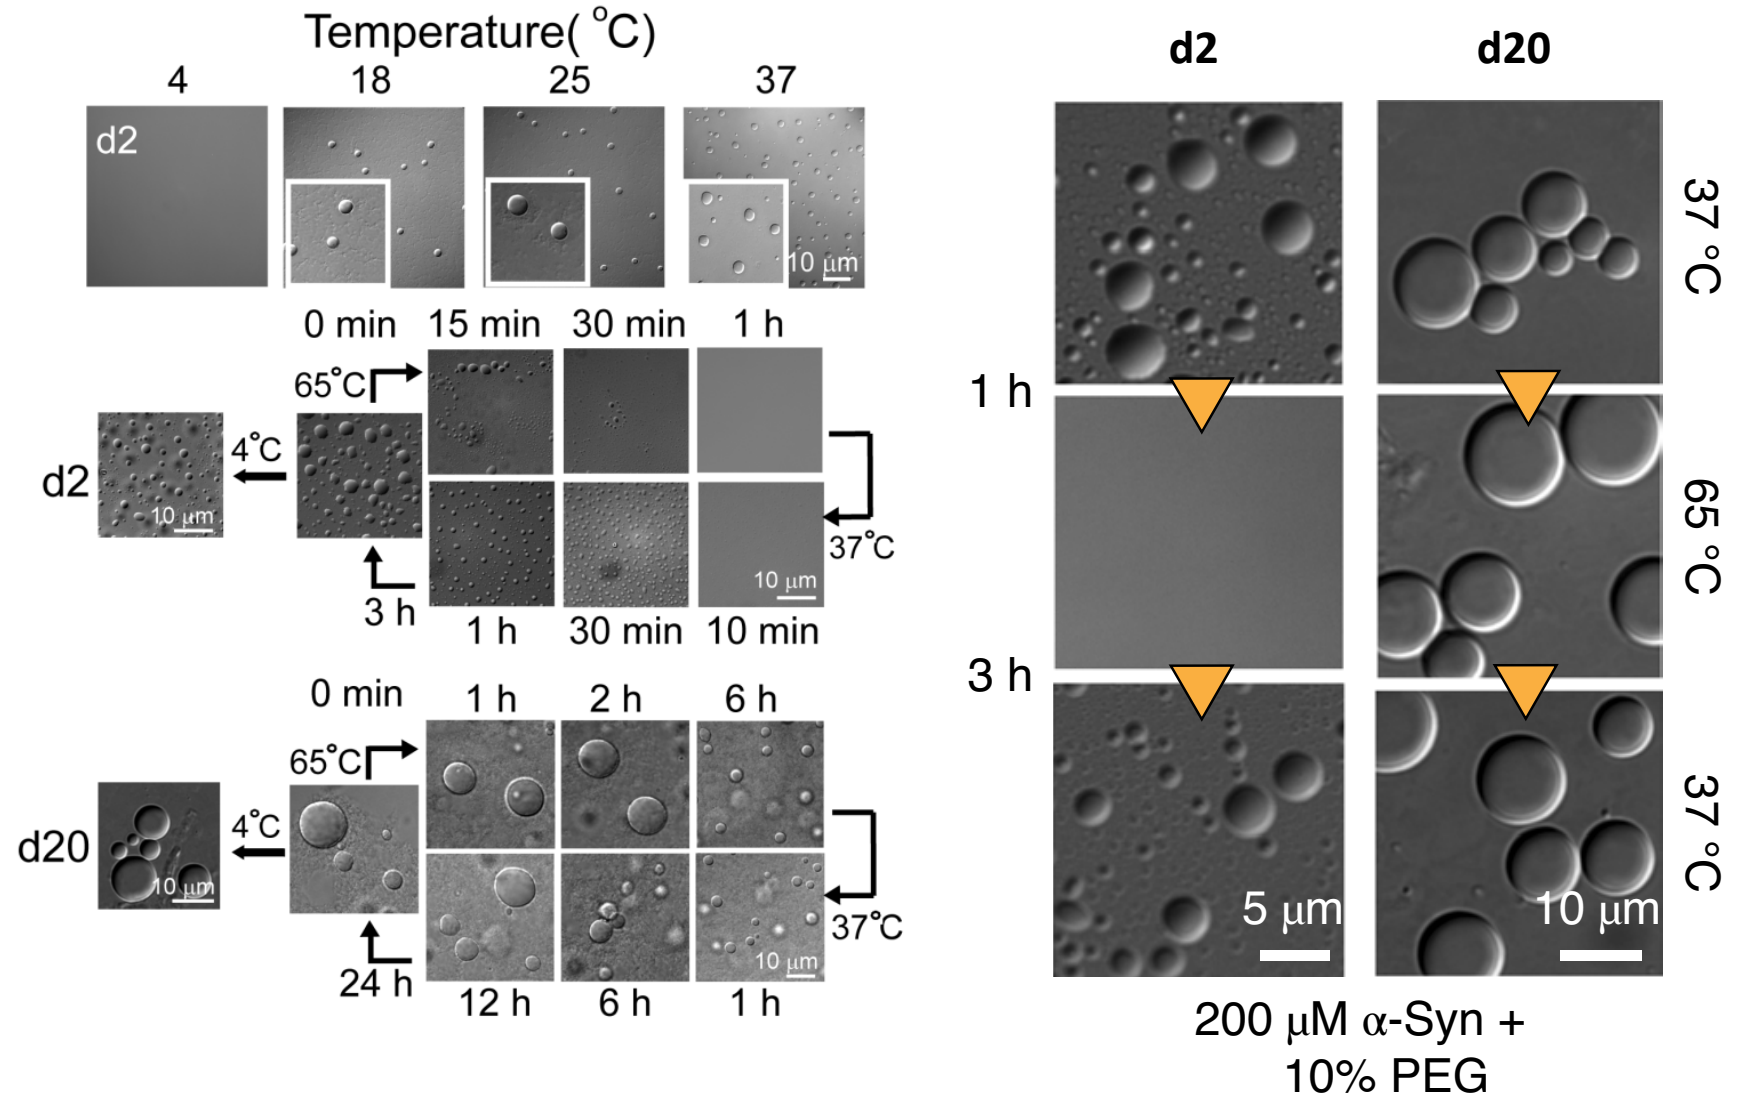 Temperature( °C)
4 18 25 37
d2
10 μm
0 min 15 min 30 min 1 h
65°C
d2
4°C
10 μm
37°C
10 μm
3 h
1 h 30 min 10 min
0 min 1 h 2 h 6 h
65°C
d20
4°C
10 μm
37°C
10 μm
24 h
12 h 6 h 1 h
d2 d20
37 °C
1 h
65 °C
3 h
37 °C
5 μm 10 μm
200 μM α-Syn +
10% PEG